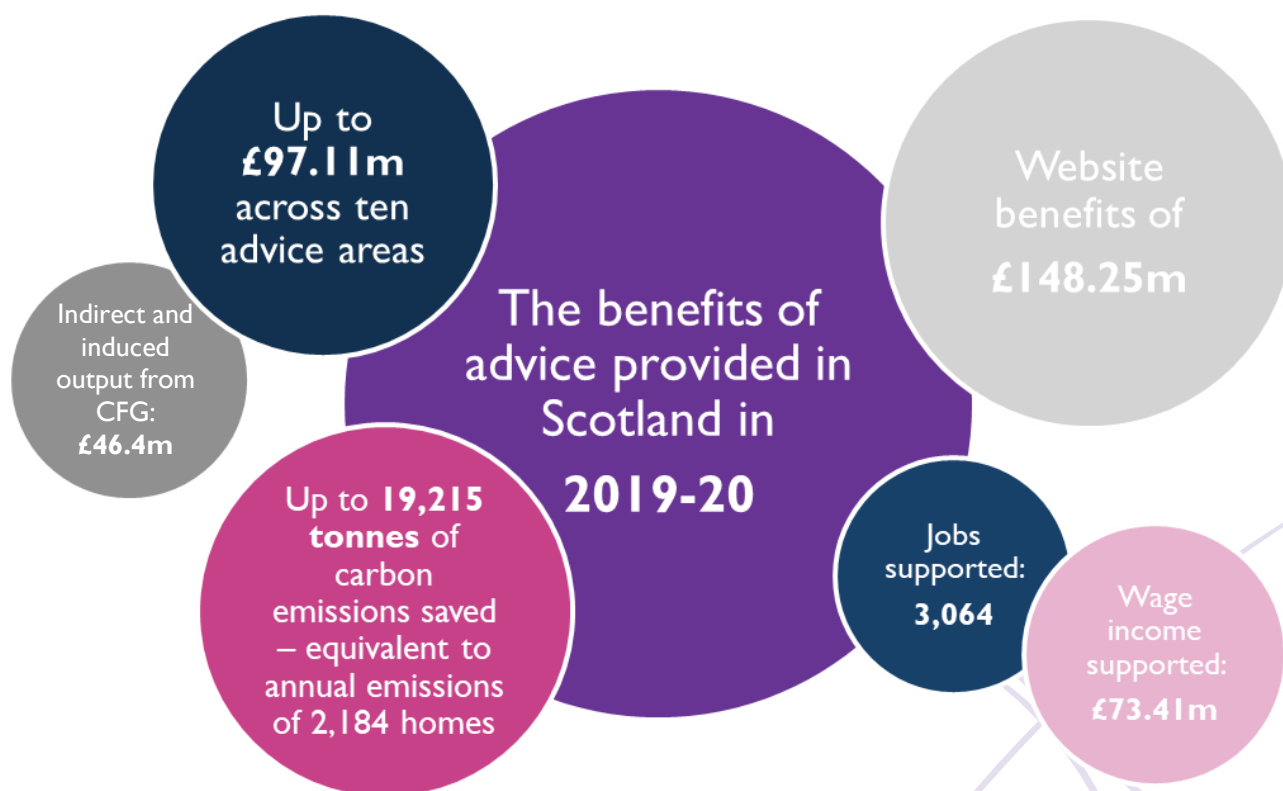 Up to
£97.11m
across ten
advice areas
Website
benefits of
£148.25m
The benefits of
advice provided in
Scotland in
2019-20
Indirect and
induced
output from
CFG:
£46.4m
Up to 19,215
tonnes of
carbon
emissions saved
– equivalent to
annual emissions
of 2,184 homes
Jobs
supported:
3,064
Wage
income
supported:
£73.41m